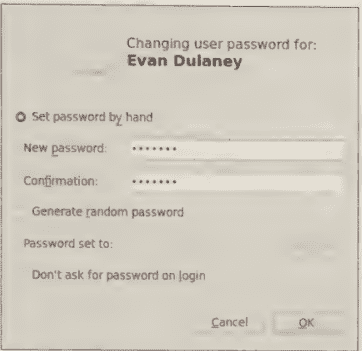 Changing user password for:
Evan Dulaney
Set password by hand
New password: •••••••
Confirmation: •••••••
Generate random password
Password set to:
Don't ask for password on login
Cancel OK